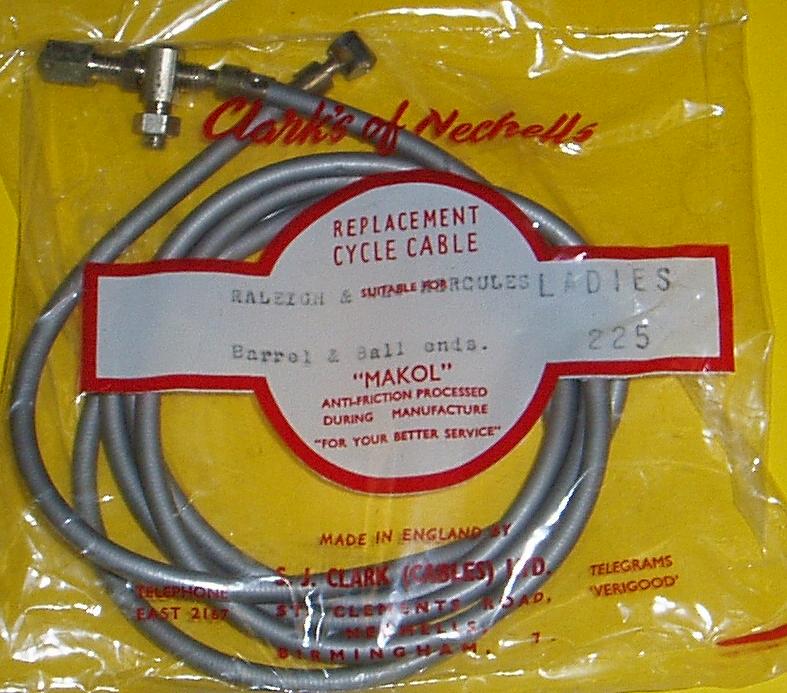 Clark's of Nechells
REPLACEMENT
CYCLE CABLE
SUITABLE FOR
RALEIGH & HERCULES LADIES
Barrel & Ball ends. 225
"MAKOL"
ANTI-FRICTION PROCESSED
DURING MANUFACTURE
"FOR YOUR BETTER SERVICE"
MADE IN ENGLAND BY
S. J. CLARK (CABLES) LTD.
ST. CLEMENTS ROAD,
NECHELLS,
BIRMINGHAM. 7.
TELEPHONE
EAST 2167
TELEGRAMS
'VERIGOOD'